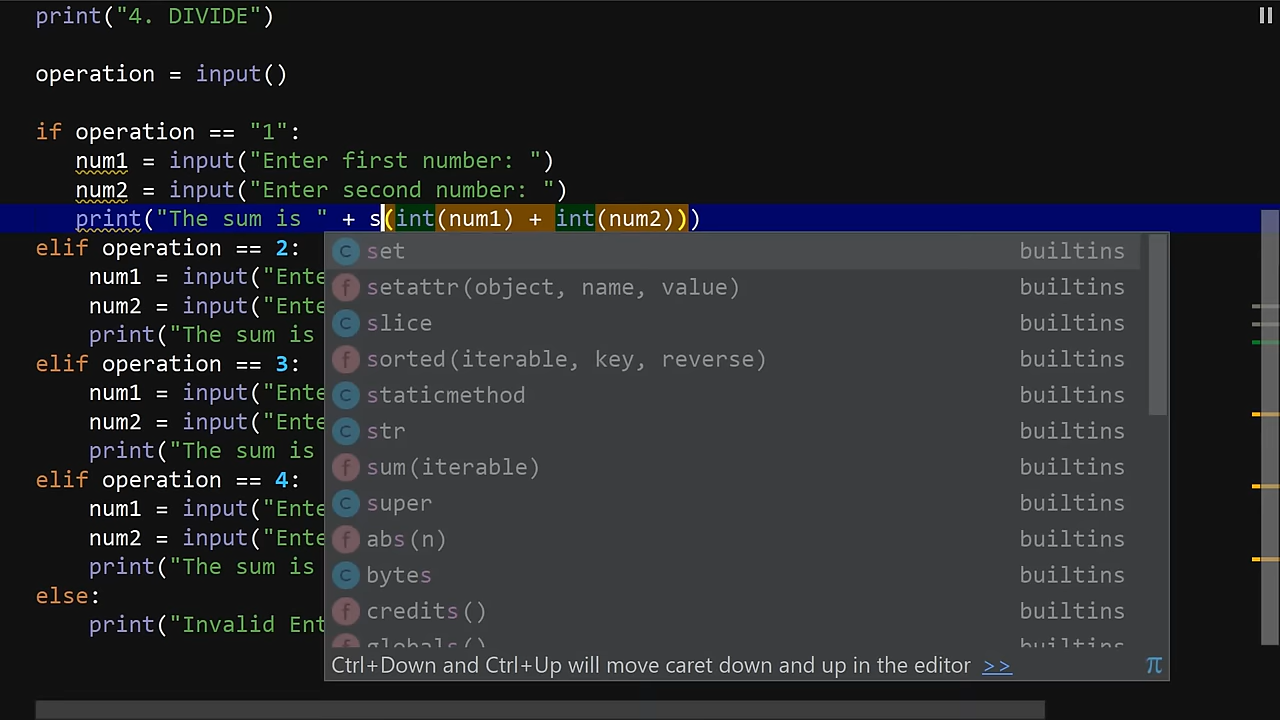 print("4. DIVIDE")
operation = input()
if operation == "1":
num1 = input("Enter first number: ")
num2 = input("Enter second number: ")
print("The sum is " + s(int(num1) + int(num2)))
elif operation == 2:
num1 = input("Ente
num2 = input("Ente
print("The sum is
elif operation == 3:
num1 = input("Ente
num2 = input("Ente
print("The sum is
elif operation == 4:
num1 = input("Ente
num2 = input("Ente
print("The sum is
else:
print("Invalid Ent
set builtins
setattr(object, name, value) builtins
slice builtins
sorted(iterable, key, reverse) builtins
staticmethod builtins
str builtins
sum(iterable) builtins
super builtins
abs(n) builtins
bytes builtins
credits() builtins
globals() builtins
Ctrl+Down and Ctrl+Up will move caret down and up in the editor >> π